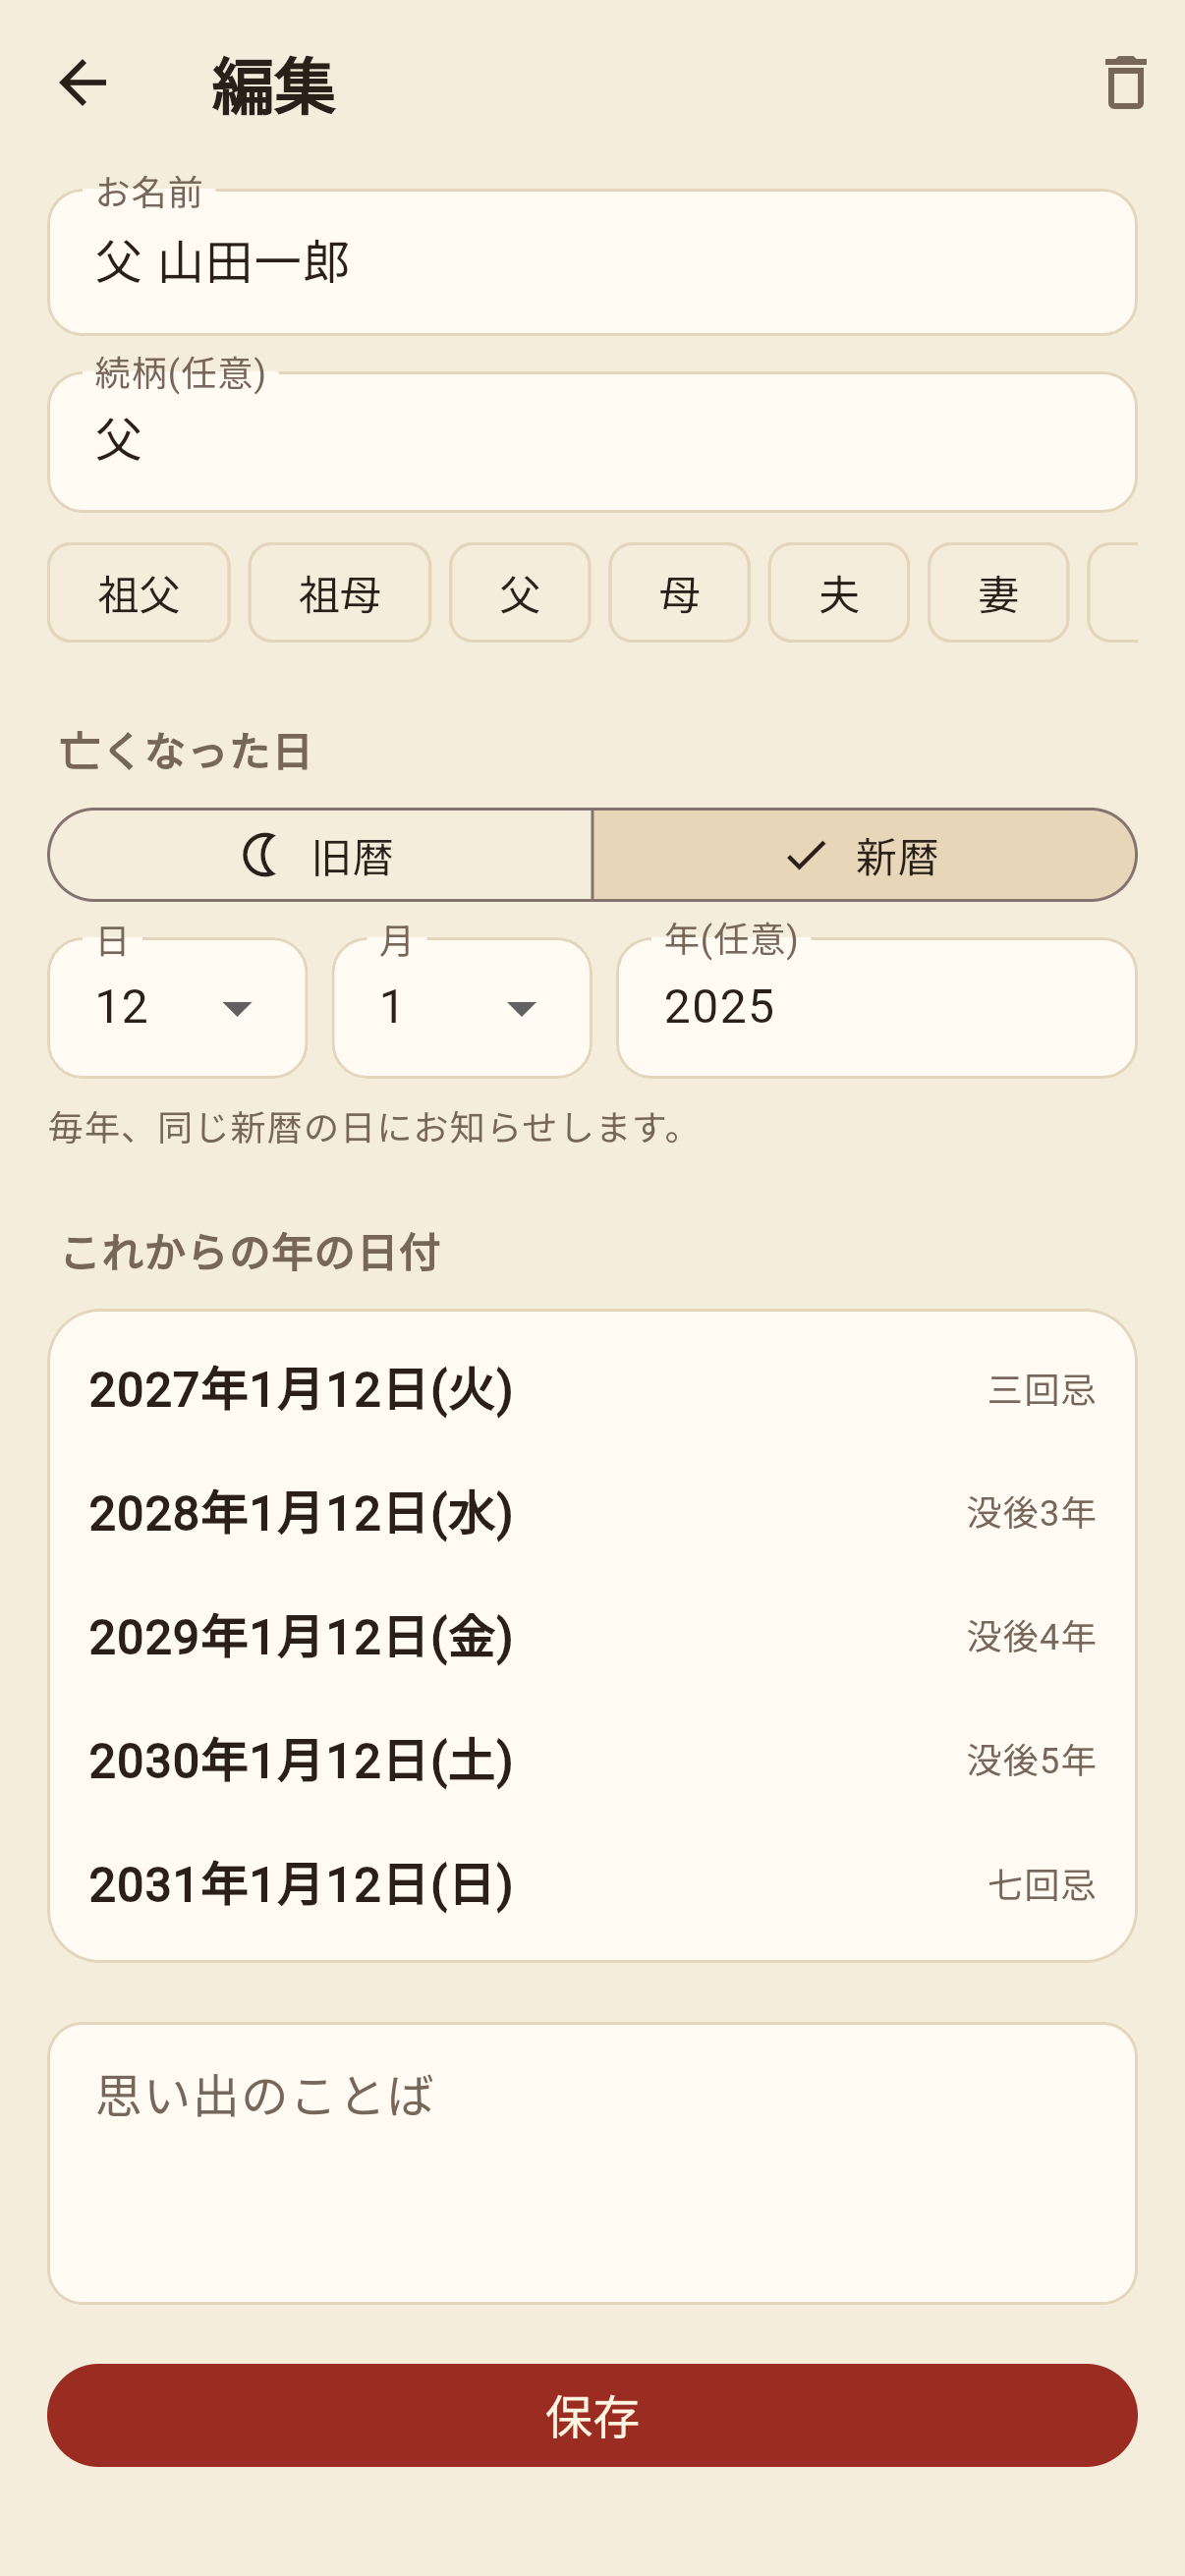 編集
お名前
父 山田一郎
続柄(任意)
父
祖父 祖母 父 母 夫 妻
亡くなった日
旧暦 新暦
日 月 年(任意)
12 1 2025
毎年、同じ新暦の日にお知らせします。
これからの年の日付
2027年1月12日(火) 三回忌
2028年1月12日(水) 没後3年
2029年1月12日(金) 没後4年
2030年1月12日(土) 没後5年
2031年1月12日(日) 七回忌
思い出のことば
保存